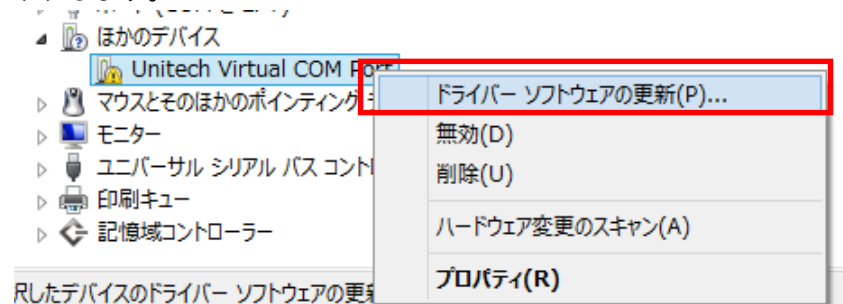 ほかのデバイス
Unitech Virtual COM Port
ドライバー ソフトウェアの更新(P)...
マウスとそのほかのポインティング
無効(D)
モニター
ユニバーサル シリアル バス コント
削除(U)
印刷キュー
記憶域コントローラー
ハードウェア変更のスキャン(A)
プロパティ(R)
択したデバイスのドライバー ソフトウェアの更新